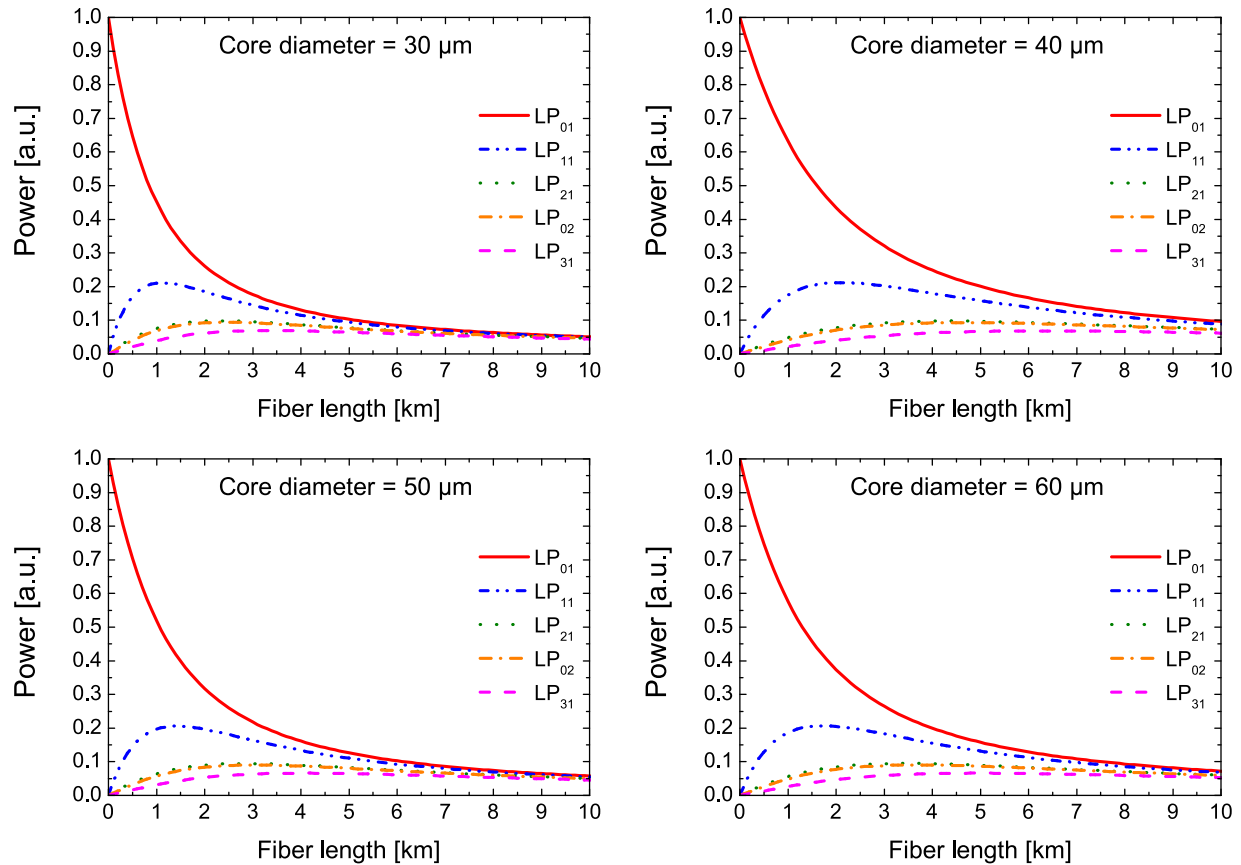 Core diameter = 30 µm
Power [a.u.]
1.0
0.9
0.8
0.7
0.6
0.5
0.4
0.3
0.2
0.1
0.0
LP01
LP11
LP21
LP02
LP31
0 1 2 3 4 5 6 7 8 9 10
Fiber length [km]
Core diameter = 40 µm
Power [a.u.]
1.0
0.9
0.8
0.7
0.6
0.5
0.4
0.3
0.2
0.1
0.0
LP01
LP11
LP21
LP02
LP31
0 1 2 3 4 5 6 7 8 9 10
Fiber length [km]
Core diameter = 50 µm
Power [a.u.]
1.0
0.9
0.8
0.7
0.6
0.5
0.4
0.3
0.2
0.1
0.0
LP01
LP11
LP21
LP02
LP31
0 1 2 3 4 5 6 7 8 9 10
Fiber length [km]
Core diameter = 60 µm
Power [a.u.]
1.0
0.9
0.8
0.7
0.6
0.5
0.4
0.3
0.2
0.1
0.0
LP01
LP11
LP21
LP02
LP31
0 1 2 3 4 5 6 7 8 9 10
Fiber length [km]